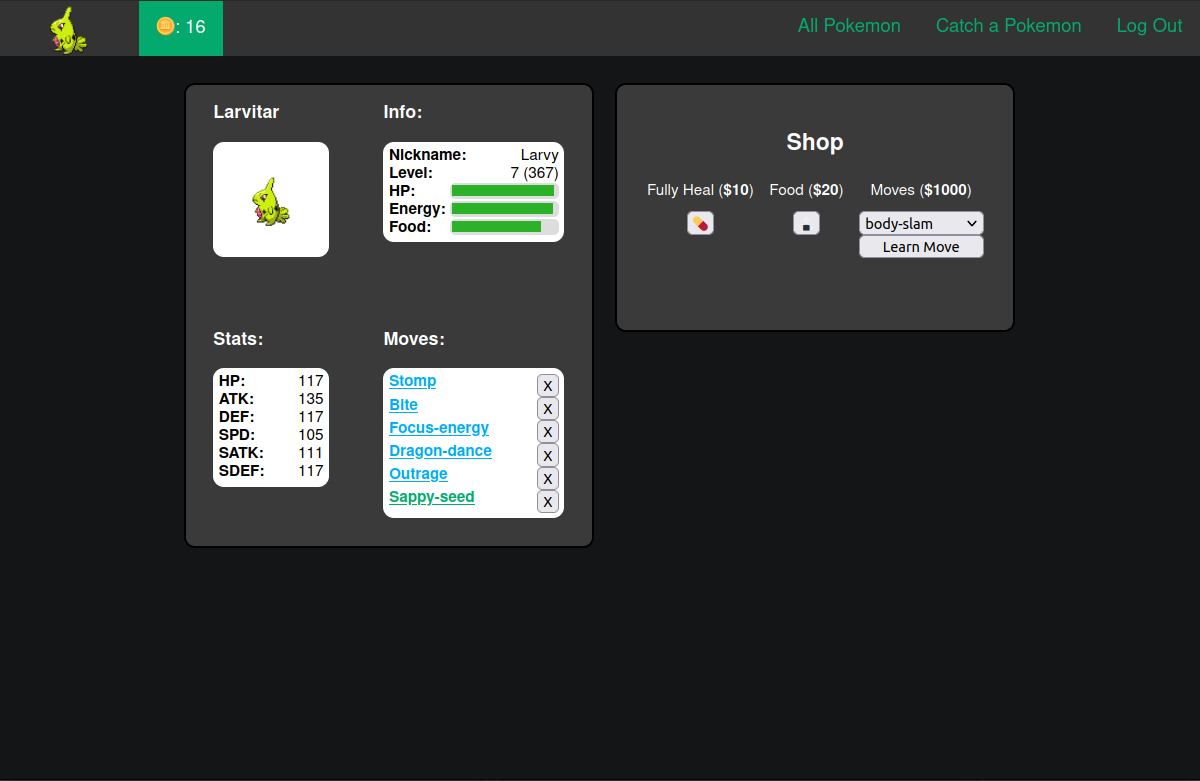 🪙: 16
All Pokemon
Catch a Pokemon
Log Out
Larvitar
Info:
Nickname: Larvy
Level: 7 (367)
HP:
Energy:
Food:
Stats:
HP: 117
ATK: 135
DEF: 117
SPD: 105
SATK: 111
SDEF: 117
Moves:
Stomp X
Bite X
Focus-energy X
Dragon-dance X
Outrage X
Sappy-seed X
Shop
Fully Heal ($10)
Food ($20)
Moves ($1000)
body-slam
Learn Move